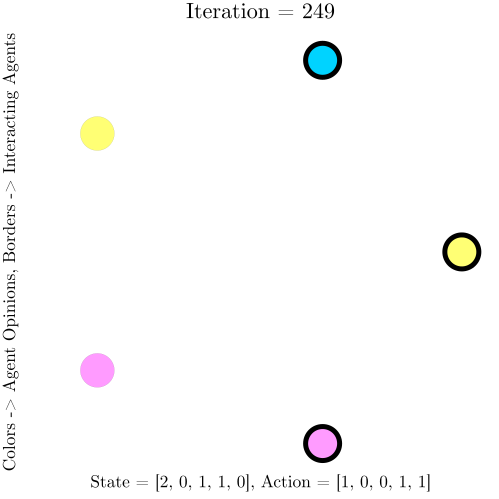 Iteration = 249
Colors -> Agent Opinions, Borders -> Interacting Agents
State = [2, 0, 1, 1, 0], Action = [1, 0, 0, 1, 1]